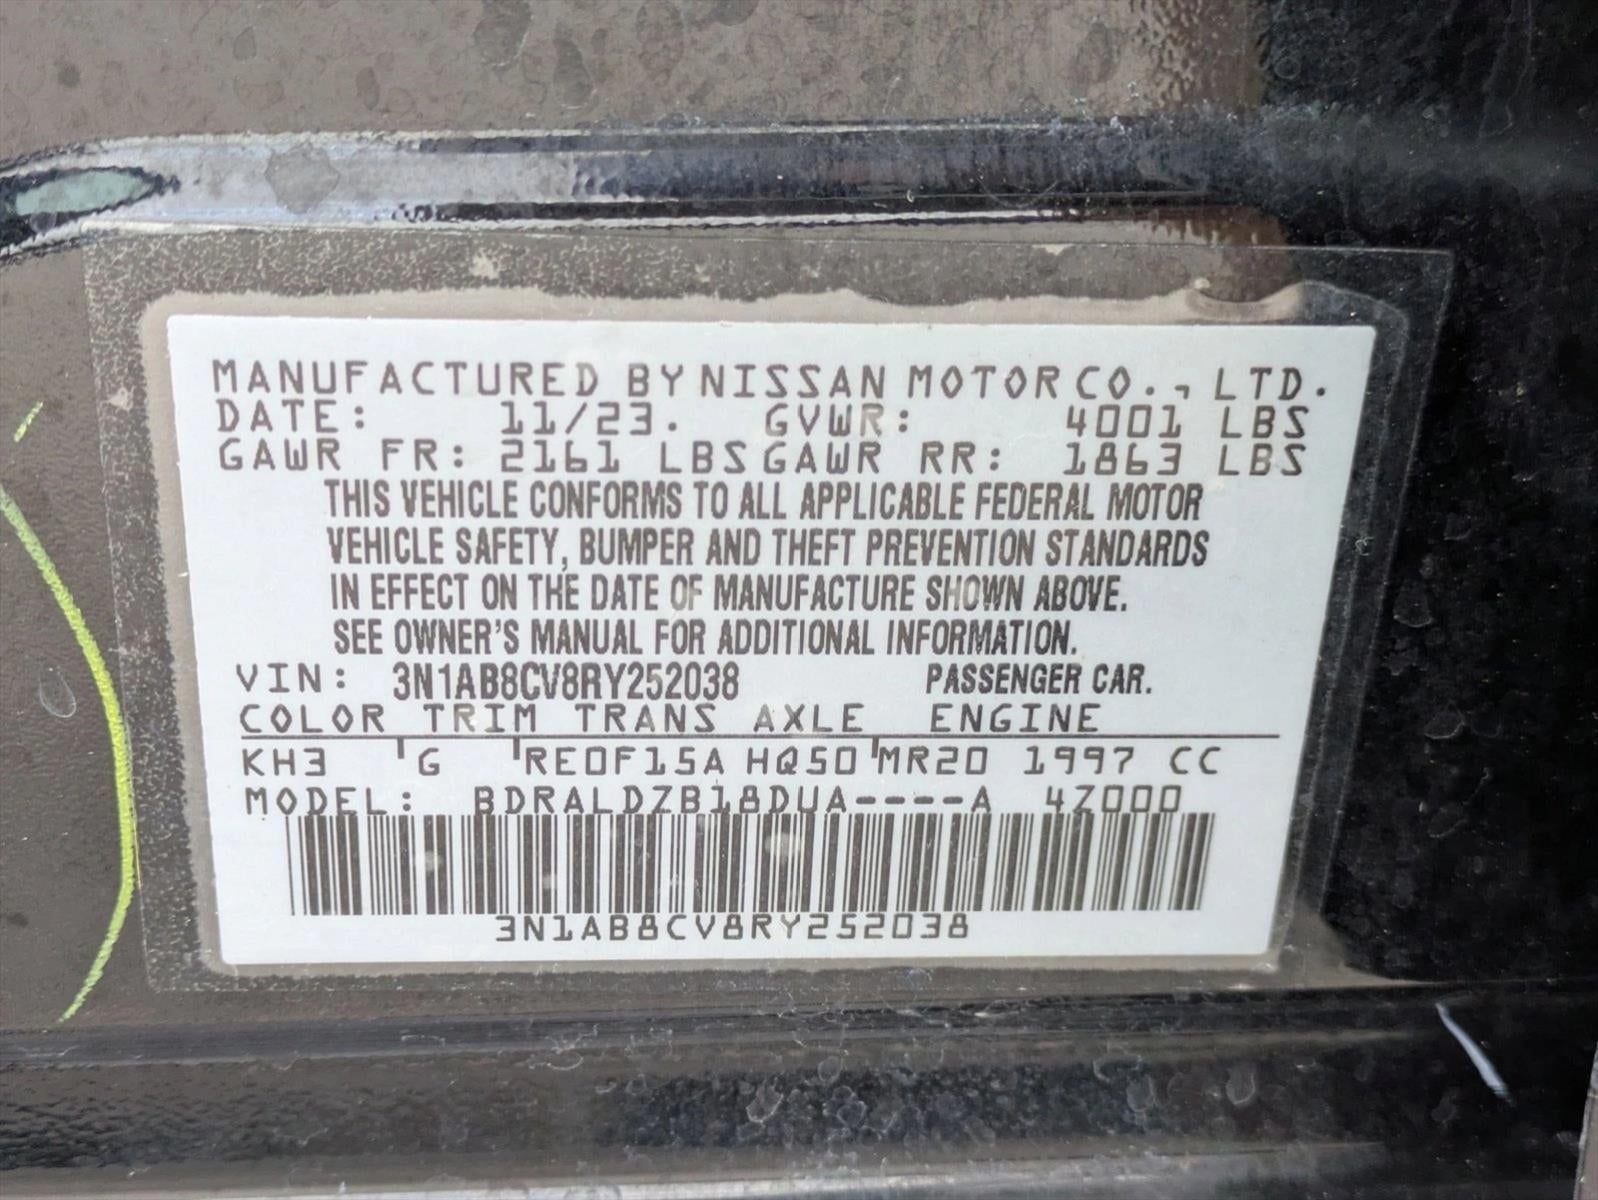 MANUFACTURED BY NISSAN MOTOR CO., LTD.
DATE: 11/23. GVWR: 4001 LBS
GAWR FR: 2161 LBS GAWR RR: 1863 LBS
THIS VEHICLE CONFORMS TO ALL APPLICABLE FEDERAL MOTOR
VEHICLE SAFETY, BUMPER AND THEFT PREVENTION STANDARDS
IN EFFECT ON THE DATE OF MANUFACTURE SHOWN ABOVE.
SEE OWNER'S MANUAL FOR ADDITIONAL INFORMATION.
VIN: 3N1AB8CV8RY252038 PASSENGER CAR.
COLOR TRIM TRANS AXLE ENGINE
KH3 G RE0F15A HQ50 MR20 1997 CC
MODEL: BDRALDZB18DUA----A 4Z000
3N1AB8CV8RY252038